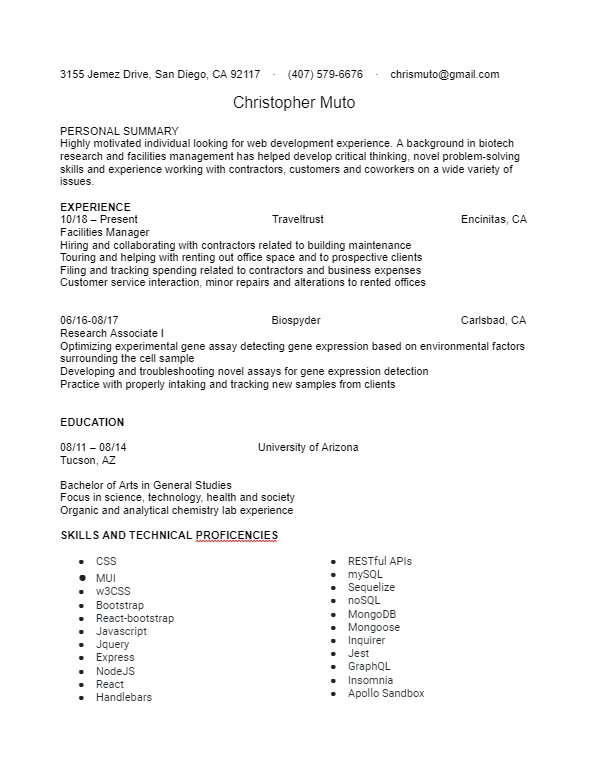 3155 Jemez Drive, San Diego, CA 92117 · (407) 579-6676 · chrismuto@gmail.com
Christopher Muto
PERSONAL SUMMARY
Highly motivated individual looking for web development experience. A background in biotech
research and facilities management has helped develop critical thinking, novel problem-solving
skills and experience working with contractors, customers and coworkers on a wide variety of
issues.
EXPERIENCE
10/18 – Present Traveltrust Encinitas, CA
Facilities Manager
Hiring and collaborating with contractors related to building maintenance
Touring and helping with renting out office space and to prospective clients
Filing and tracking spending related to contractors and business expenses
Customer service interaction, minor repairs and alterations to rented offices
06/16-08/17 Biospyder Carlsbad, CA
Research Associate I
Optimizing experimental gene assay detecting gene expression based on environmental factors
surrounding the cell sample
Developing and troubleshooting novel assays for gene expression detection
Practice with properly intaking and tracking new samples from clients
EDUCATION
08/11 – 08/14 University of Arizona
Tucson, AZ
Bachelor of Arts in General Studies
Focus in science, technology, health and society
Organic and analytical chemistry lab experience
SKILLS AND TECHNICAL PROFICENCIES
• CSS
• MUI
• w3CSS
• Bootstrap
• React-bootstrap
• Javascript
• Jquery
• Express
• NodeJS
• React
• Handlebars
• RESTful APIs
• mySQL
• Sequelize
• noSQL
• MongoDB
• Mongoose
• Inquirer
• Jest
• GraphQL
• Insomnia
• Apollo Sandbox